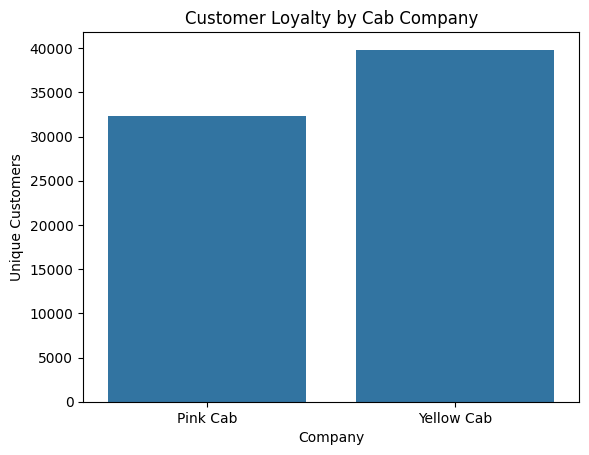 Customer Loyalty by Cab Company
40000
35000
30000
25000
20000
15000
10000
5000
0
Unique Customers
Pink Cab
Yellow Cab
Company